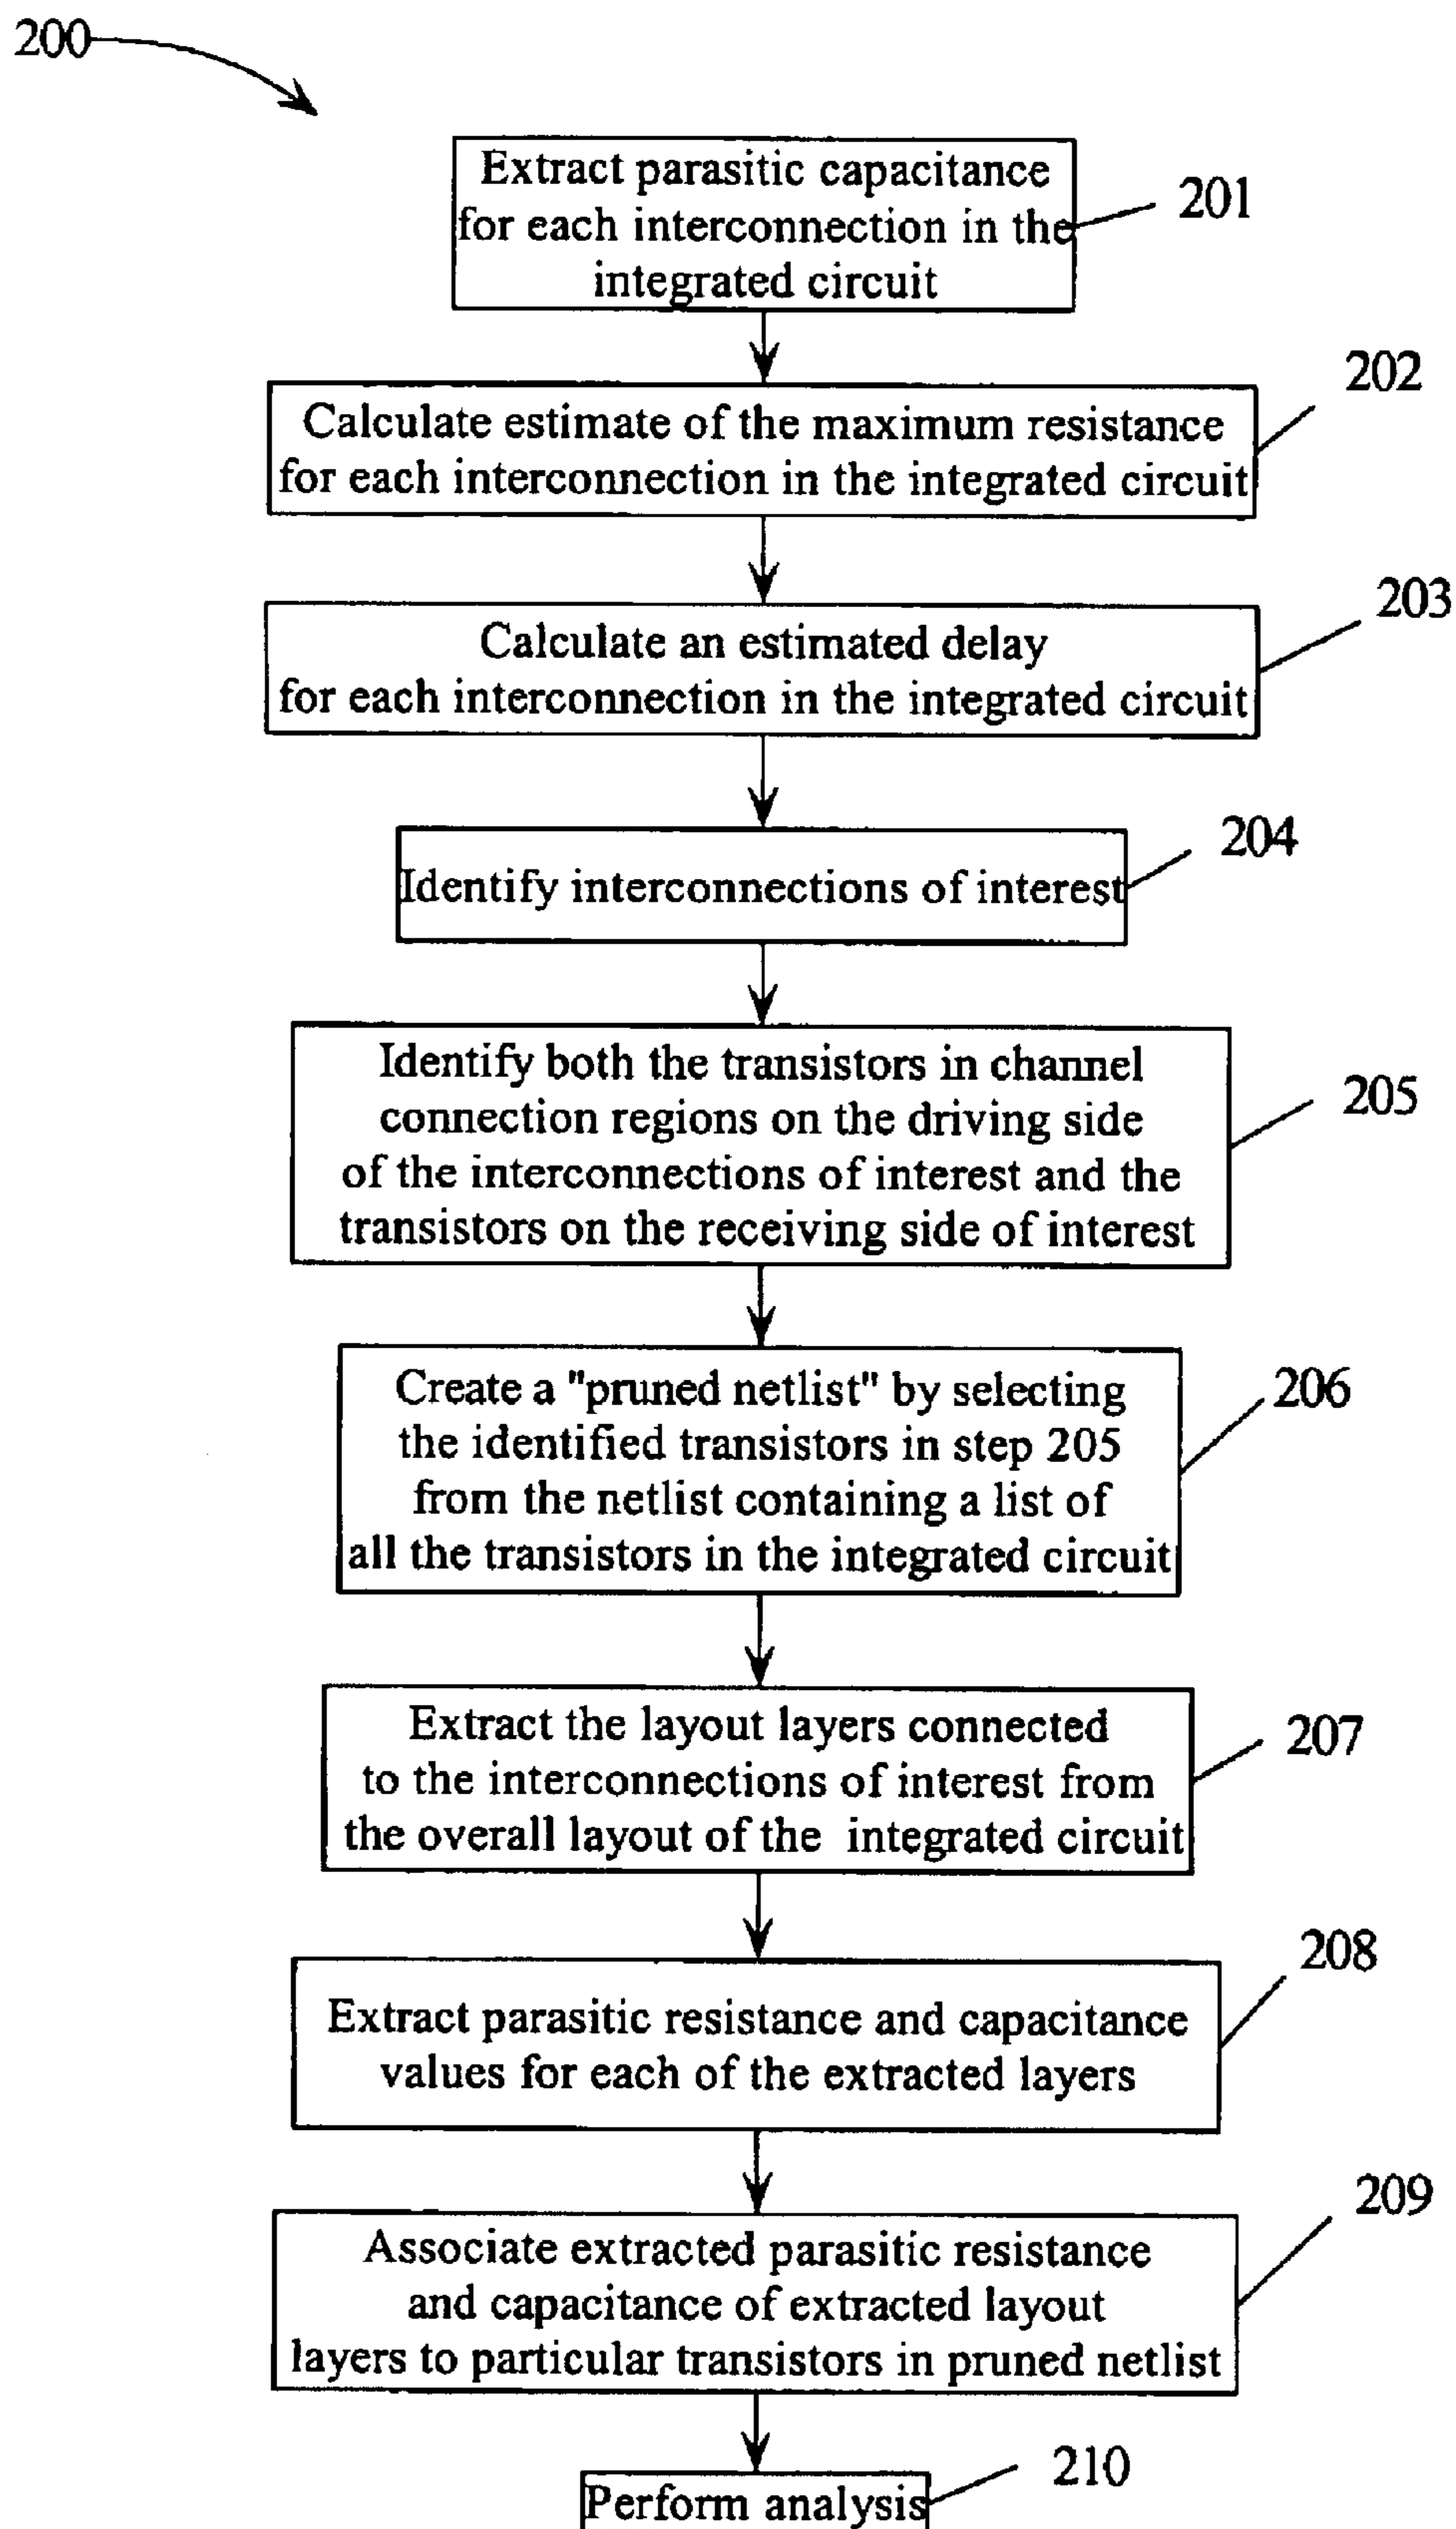 200
Extract parasitic capacitance
for each interconnection in the
integrated circuit
201
Calculate estimate of the maximum resistance
for each interconnection in the integrated circuit
202
Calculate an estimated delay
for each interconnection in the integrated circuit
203
Identify interconnections of interest
204
Identify both the transistors in channel
connection regions on the driving side
of the interconnections of interest and the
transistors on the receiving side of interest
205
Create a "pruned netlist" by selecting
the identified transistors in step 205
from the netlist containing a list of
all the transistors in the integrated circuit
206
Extract the layout layers connected
to the interconnections of interest from
the overall layout of the integrated circuit
207
Extract parasitic resistance and capacitance
values for each of the extracted layers
208
Associate extracted parasitic resistance
and capacitance of extracted layout
layers to particular transistors in pruned netlist
209
Perform analysis
210